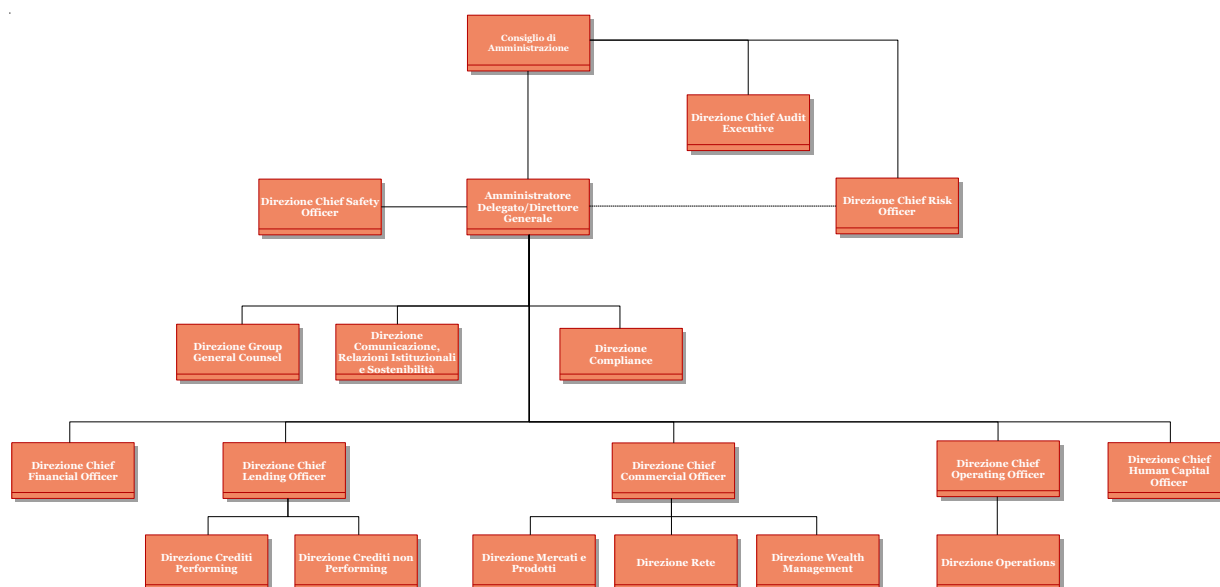 Consiglio di
Amministrazione
Direzione Chief Audit
Executive
Direzione Chief Safety
Officer
Amministratore
Delegato/Direttore
Generale
Direzione Chief Risk
Officer
Direzione Group
General Counsel
Direzione
Comunicazione,
Relazioni Istituzionali
e Sostenibilità
Direzione
Compliance
Direzione Chief
Financial Officer
Direzione Chief
Lending Officer
Direzione Chief
Commercial Officer
Direzione Chief
Operating Officer
Direzione Chief
Human Capital
Officer
Direzione Crediti
Performing
Direzione Crediti non
Performing
Direzione Mercati e
Prodotti
Direzione Rete
Direzione Wealth
Management
Direzione Operations